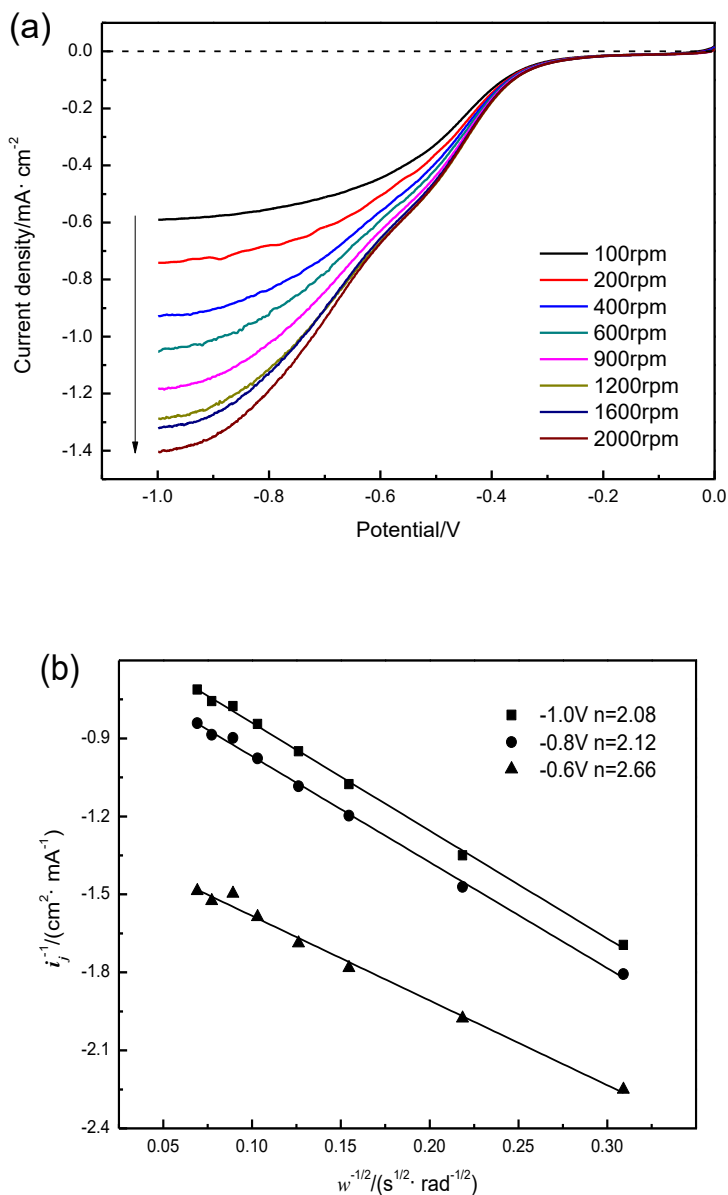 (a)
0.0
-0.2
-0.4
-0.6
-0.8
-1.0
-1.2
-1.4
Current density/mA· cm⁻²
100rpm
200rpm
400rpm
600rpm
900rpm
1200rpm
1600rpm
2000rpm
-1.0 -0.8 -0.6 -0.4 -0.2 0.0
Potential/V
(b)
-1.0V n=2.08
-0.8V n=2.12
-0.6V n=2.66
-0.9
-1.2
-1.5
-1.8
-2.1
-2.4
i_j⁻¹/(cm²· mA⁻¹)
0.05 0.10 0.15 0.20 0.25 0.30
w⁻¹/²/(s¹/²· rad⁻¹/²)